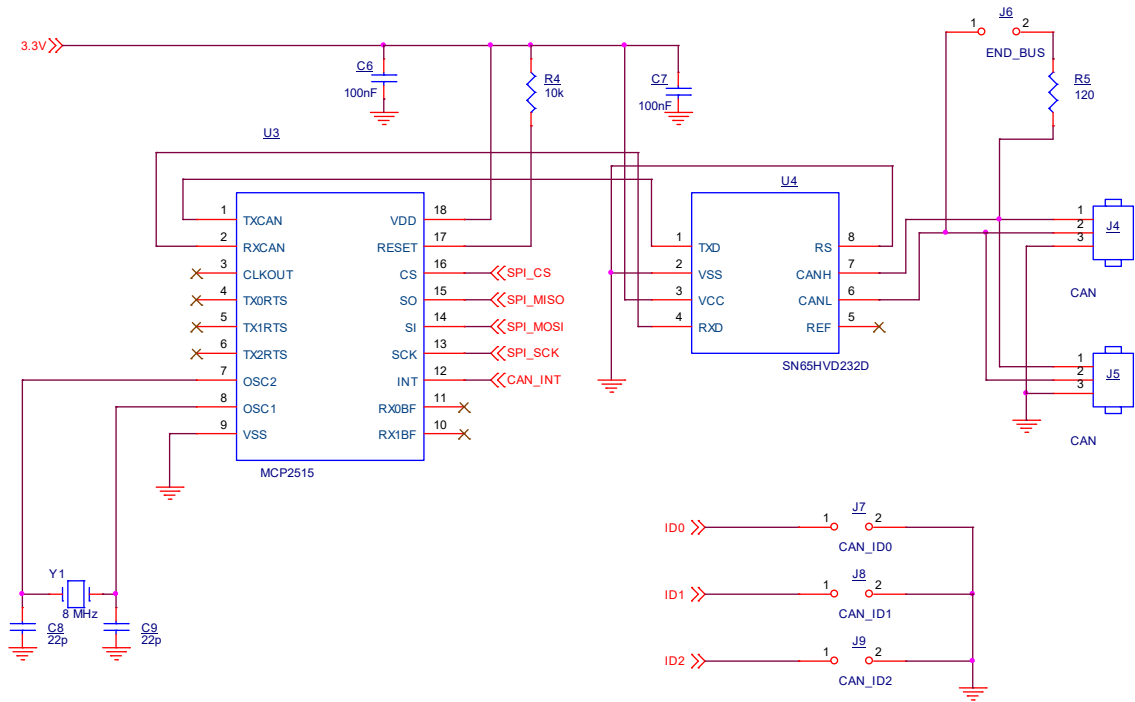 3.3V
C6
100nF
R4
10k
C7
100nF
J6
1 2
END_BUS
R5
120
U3
1 TXCAN
2 RXCAN
3 CLKOUT
4 TX0RTS
5 TX1RTS
6 TX2RTS
7 OSC2
8 OSC1
9 VSS
VDD 18
RESET 17
CS 16 SPI_CS
SO 15 SPI_MISO
SI 14 SPI_MOSI
SCK 13 SPI_SCK
INT 12 CAN_INT
RX0BF 11
RX1BF 10
MCP2515
U4
1 TXD
2 VSS
3 VCC
4 RXD
RS 8
CANH 7
CANL 6
REF 5
SN65HVD232D
1
2
3
J4
CAN
1
2
3
J5
CAN
Y1
8 MHz
C8
22p
C9
22p
J7
ID0 1 2
CAN_ID0
J8
ID1 1 2
CAN_ID1
J9
ID2 1 2
CAN_ID2